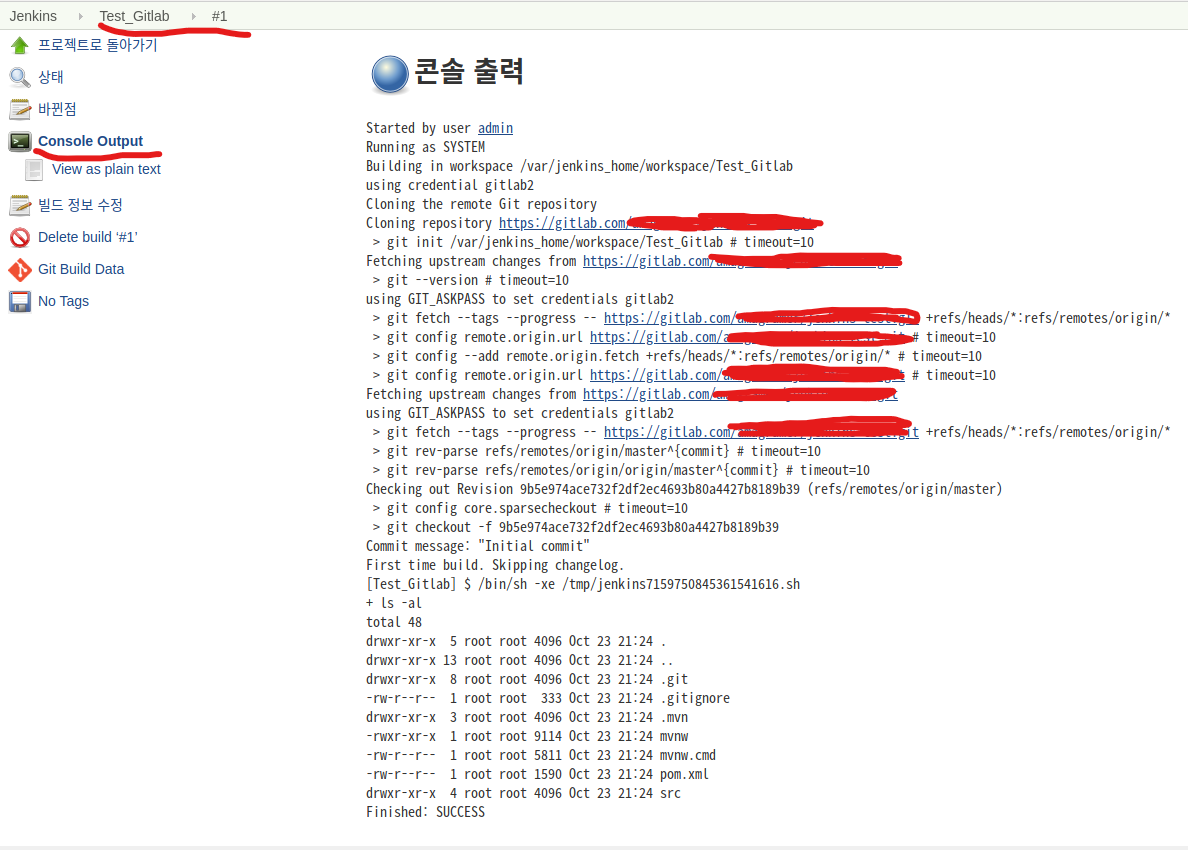 Jenkins Test_Gitlab #1
프로젝트로 돌아가기
상태
바뀐점
Console Output
View as plain text
빌드 정보 수정
Delete build ‘#1’
Git Build Data
No Tags
콘솔 출력
Started by user admin
Running as SYSTEM
Building in workspace /var/jenkins_home/workspace/Test_Gitlab
using credential gitlab2
Cloning the remote Git repository
Cloning repository https://gitlab.com/
> git init /var/jenkins_home/workspace/Test_Gitlab # timeout=10
Fetching upstream changes from https://gitlab.com/
> git --version # timeout=10
using GIT_ASKPASS to set credentials gitlab2
> git fetch --tags --progress -- https://gitlab.com/ +refs/heads/*:refs/remotes/origin/*
> git config remote.origin.url https://gitlab.com/ # timeout=10
> git config --add remote.origin.fetch +refs/heads/*:refs/remotes/origin/* # timeout=10
> git config remote.origin.url https://gitlab.com/ # timeout=10
Fetching upstream changes from https://gitlab.com/
using GIT_ASKPASS to set credentials gitlab2
> git fetch --tags --progress -- https://gitlab.com/ +refs/heads/*:refs/remotes/origin/*
> git rev-parse refs/remotes/origin/master^{commit} # timeout=10
> git rev-parse refs/remotes/origin/origin/master^{commit} # timeout=10
Checking out Revision 9b5e974ace732f2df2ec4693b80a4427b8189b39 (refs/remotes/origin/master)
> git config core.sparsecheckout # timeout=10
> git checkout -f 9b5e974ace732f2df2ec4693b80a4427b8189b39
Commit message: "Initial commit"
First time build. Skipping changelog.
[Test_Gitlab] $ /bin/sh -xe /tmp/jenkins7159750845361541616.sh
+ ls -al
total 48
drwxr-xr-x  5 root root 4096 Oct 23 21:24 .
drwxr-xr-x 13 root root 4096 Oct 23 21:24 ..
drwxr-xr-x  8 root root 4096 Oct 23 21:24 .git
-rw-r--r--  1 root root  333 Oct 23 21:24 .gitignore
drwxr-xr-x  3 root root 4096 Oct 23 21:24 .mvn
-rwxr-xr-x  1 root root 9114 Oct 23 21:24 mvnw
-rw-r--r--  1 root root 5811 Oct 23 21:24 mvnw.cmd
-rw-r--r--  1 root root 1590 Oct 23 21:24 pom.xml
drwxr-xr-x  4 root root 4096 Oct 23 21:24 src
Finished: SUCCESS